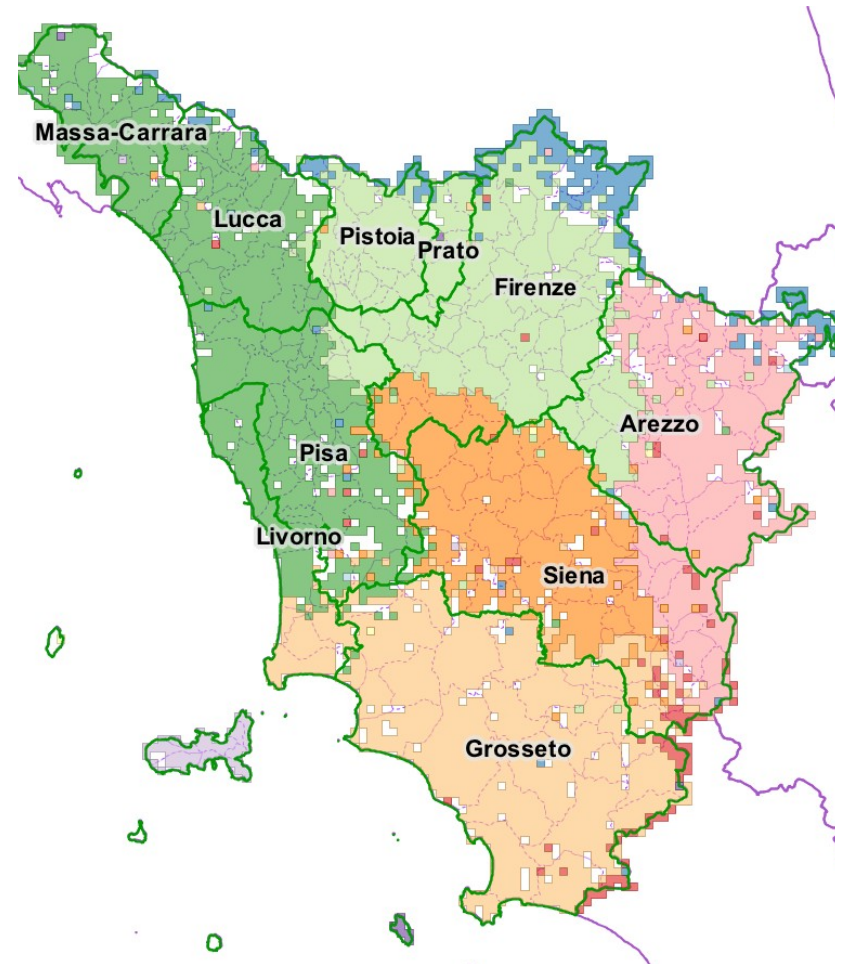 Massa-Carrara
Lucca
Pistoia
Prato
Firenze
Arezzo
Pisa
Livorno
Siena
Grosseto